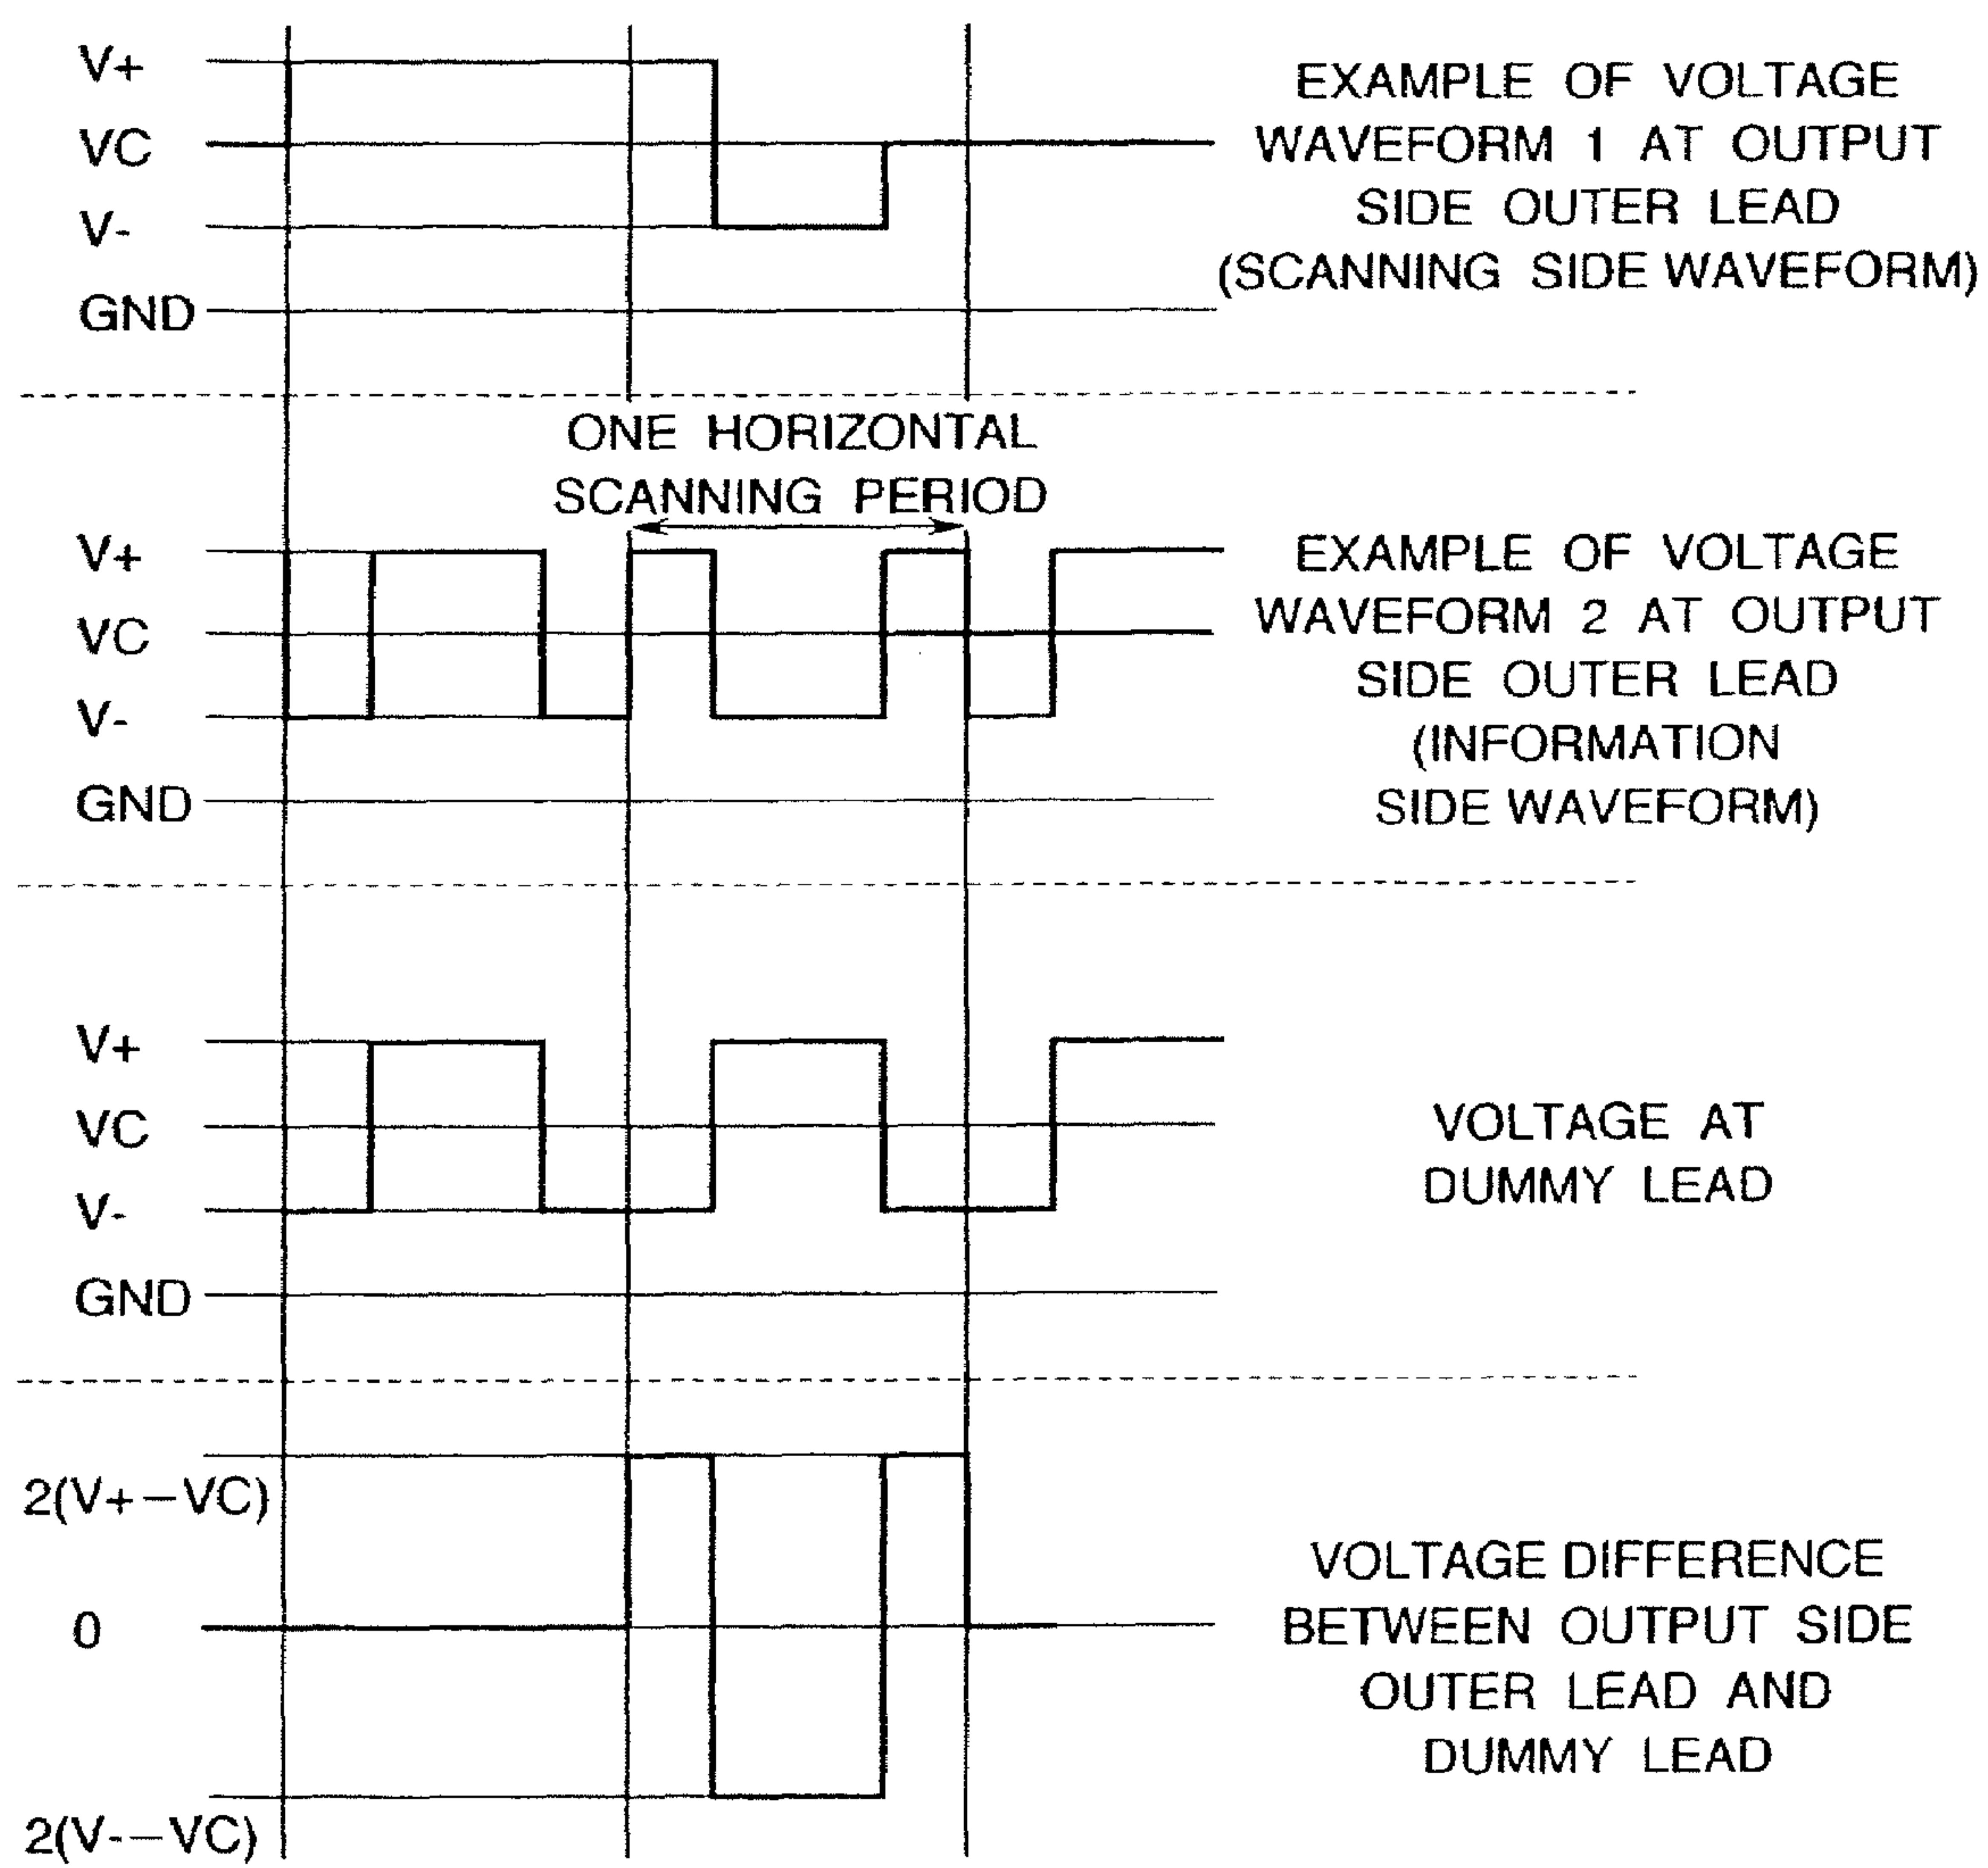 V+
VC
V-
GND
EXAMPLE OF VOLTAGE
WAVEFORM 1 AT OUTPUT
SIDE OUTER LEAD
(SCANNING SIDE WAVEFORM)
ONE HORIZONTAL
SCANNING PERIOD
V+
VC
V-
GND
EXAMPLE OF VOLTAGE
WAVEFORM 2 AT OUTPUT
SIDE OUTER LEAD
(INFORMATION
SIDE WAVEFORM)
V+
VC
V-
GND
VOLTAGE AT
DUMMY LEAD
2(V+−VC)
0
2(V-−VC)
VOLTAGE DIFFERENCE
BETWEEN OUTPUT SIDE
OUTER LEAD AND
DUMMY LEAD